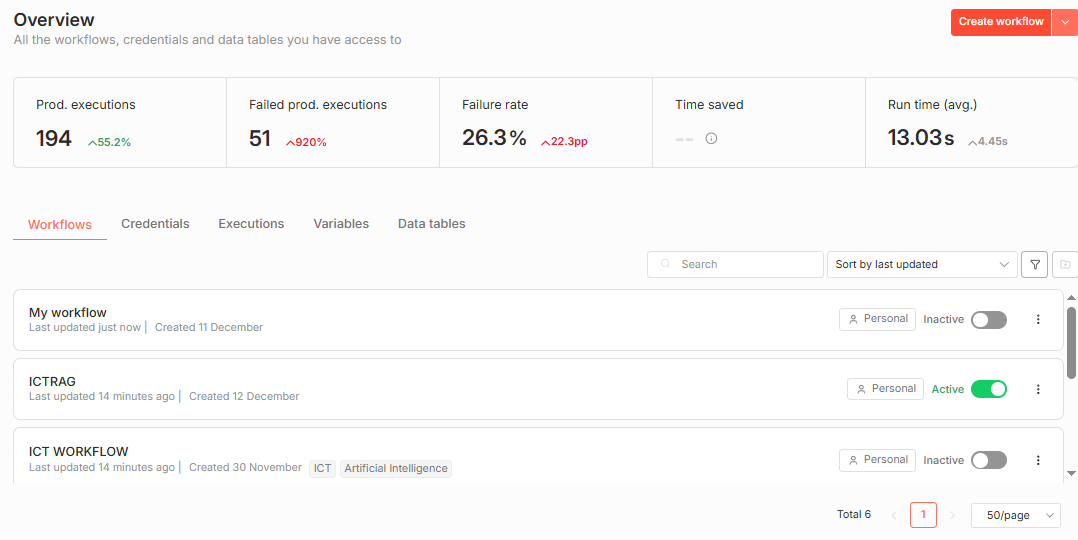 Overview
Create workflow
All the workflows, credentials and data tables you have access to
Prod. executions
194 55.2%
Failed prod. executions
51 920%
Failure rate
26.3% 22.3pp
Time saved
--
Run time (avg.)
13.03s 4.45s
Workflows Credentials Executions Variables Data tables
Search Sort by last updated
My workflow
Last updated just now | Created 11 December
Personal Inactive
ICTRAG
Last updated 14 minutes ago | Created 12 December
Personal Active
ICT WORKFLOW
Last updated 14 minutes ago | Created 30 November ICT Artificial Intelligence
Personal Inactive
Total 6 1 50/page